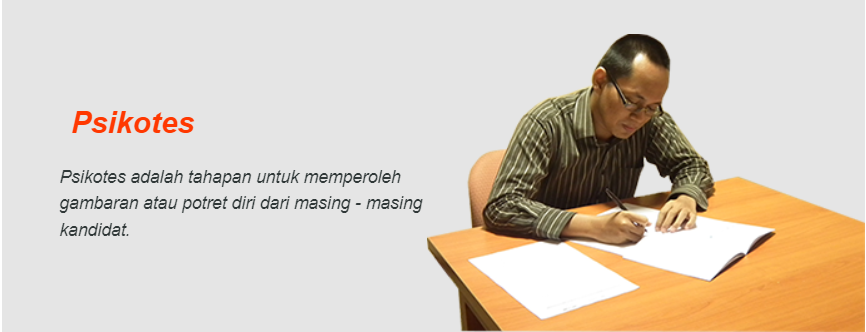 Psikotes
Psikotes adalah tahapan untuk memperoleh
gambaran atau potret diri dari masing - masing
kandidat.